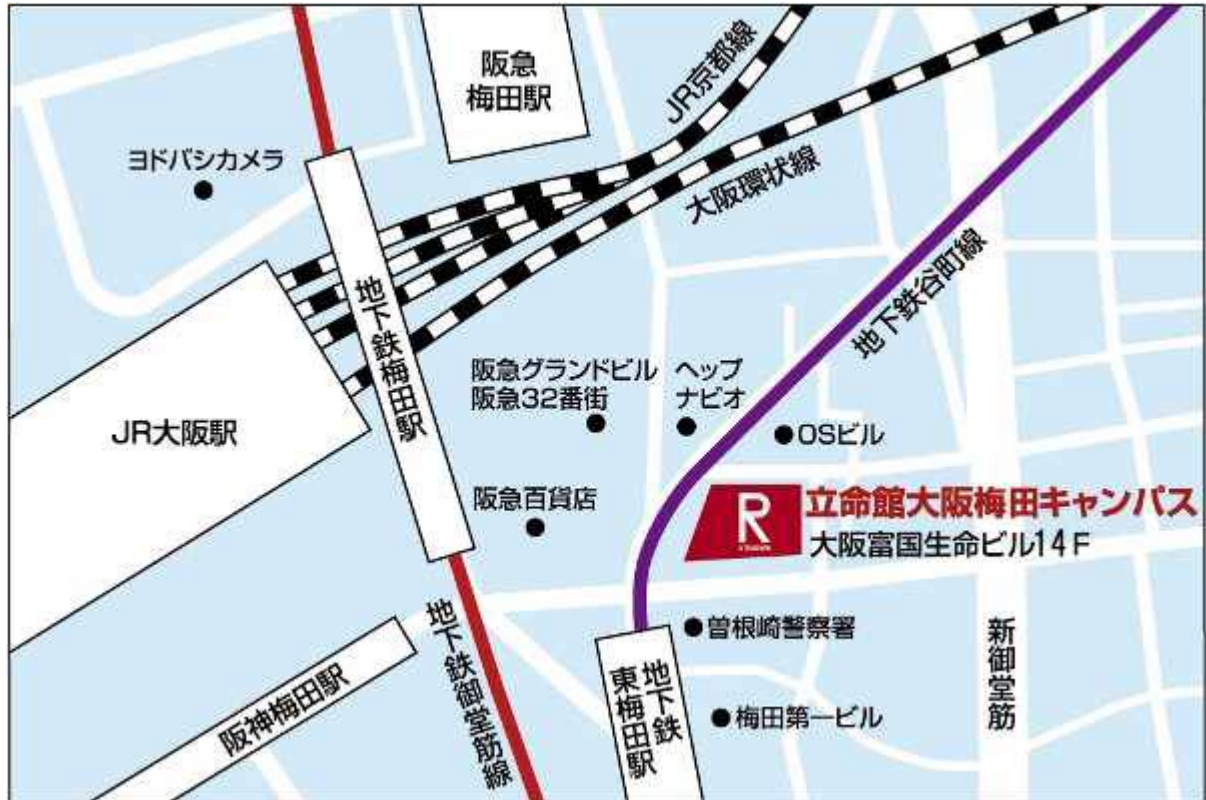 阪急
梅田駅
JR京都線
ヨドバシカメラ
大阪環状線
地下鉄谷町線
地下鉄梅田駅
JR大阪駅
阪急グランドビル
阪急32番街
ヘップ
ナビオ
OSビル
阪急百貨店
R
立命館大阪梅田キャンパス
大阪富国生命ビル14F
地下鉄御堂筋線
曽根崎警察署
新御堂筋
阪神梅田駅
地下鉄
東梅田駅
梅田第一ビル